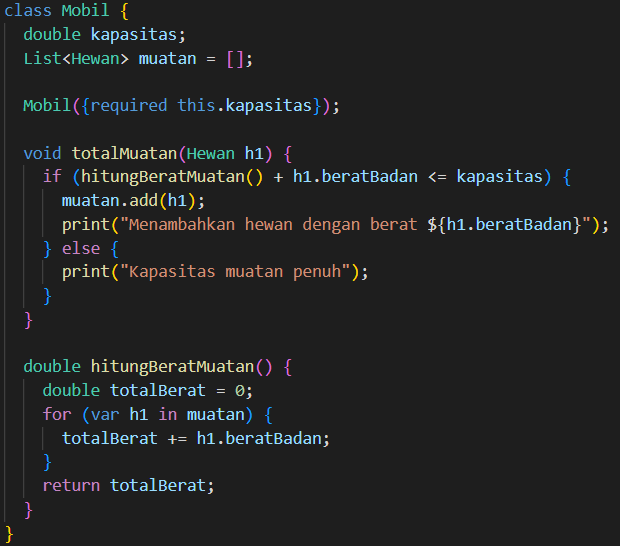 class Mobil {
  double kapasitas;
  List<Hewan> muatan = [];

  Mobil({required this.kapasitas});

  void totalMuatan(Hewan h1) {
    if (hitungBeratMuatan() + h1.beratBadan <= kapasitas) {
      muatan.add(h1);
      print("Menambahkan hewan dengan berat ${h1.beratBadan}");
    } else {
      print("Kapasitas muatan penuh");
    }
  }

  double hitungBeratMuatan() {
    double totalBerat = 0;
    for (var h1 in muatan) {
      totalBerat += h1.beratBadan;
    }
    return totalBerat;
  }
}